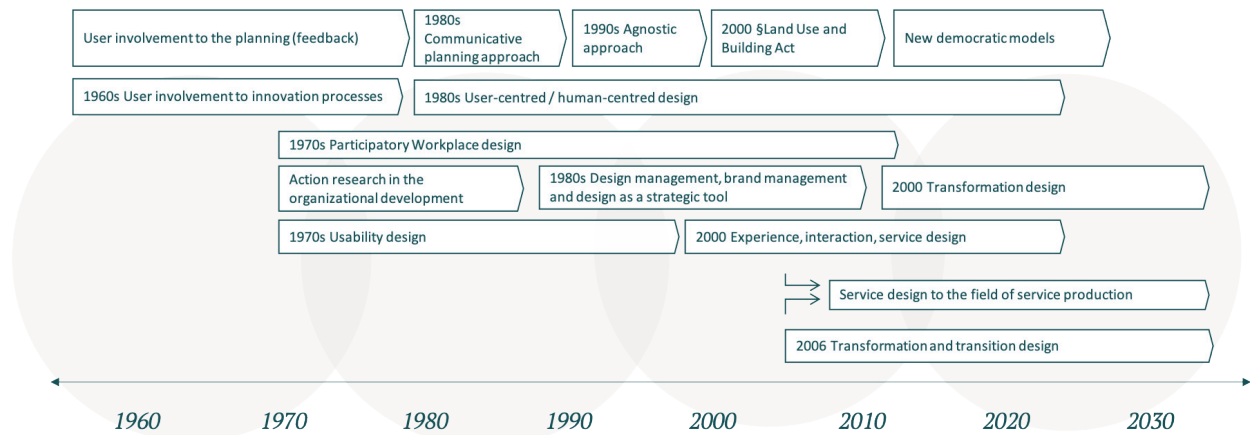 User involvement to the planning (feedback)
1980s
Communicative
planning approach
1990s Agnostic
approach
2000 §Land Use and
Building Act
New democratic models
1960s User involvement to innovation processes
1980s User-centred / human-centred design
1970s Participatory Workplace design
Action research in the
organizational development
1980s Design management, brand management
and design as a strategic tool
2000 Transformation design
1970s Usability design
2000 Experience, interaction, service design
Service design to the field of service production
2006 Transformation and transition design
1960 1970 1980 1990 2000 2010 2020 2030